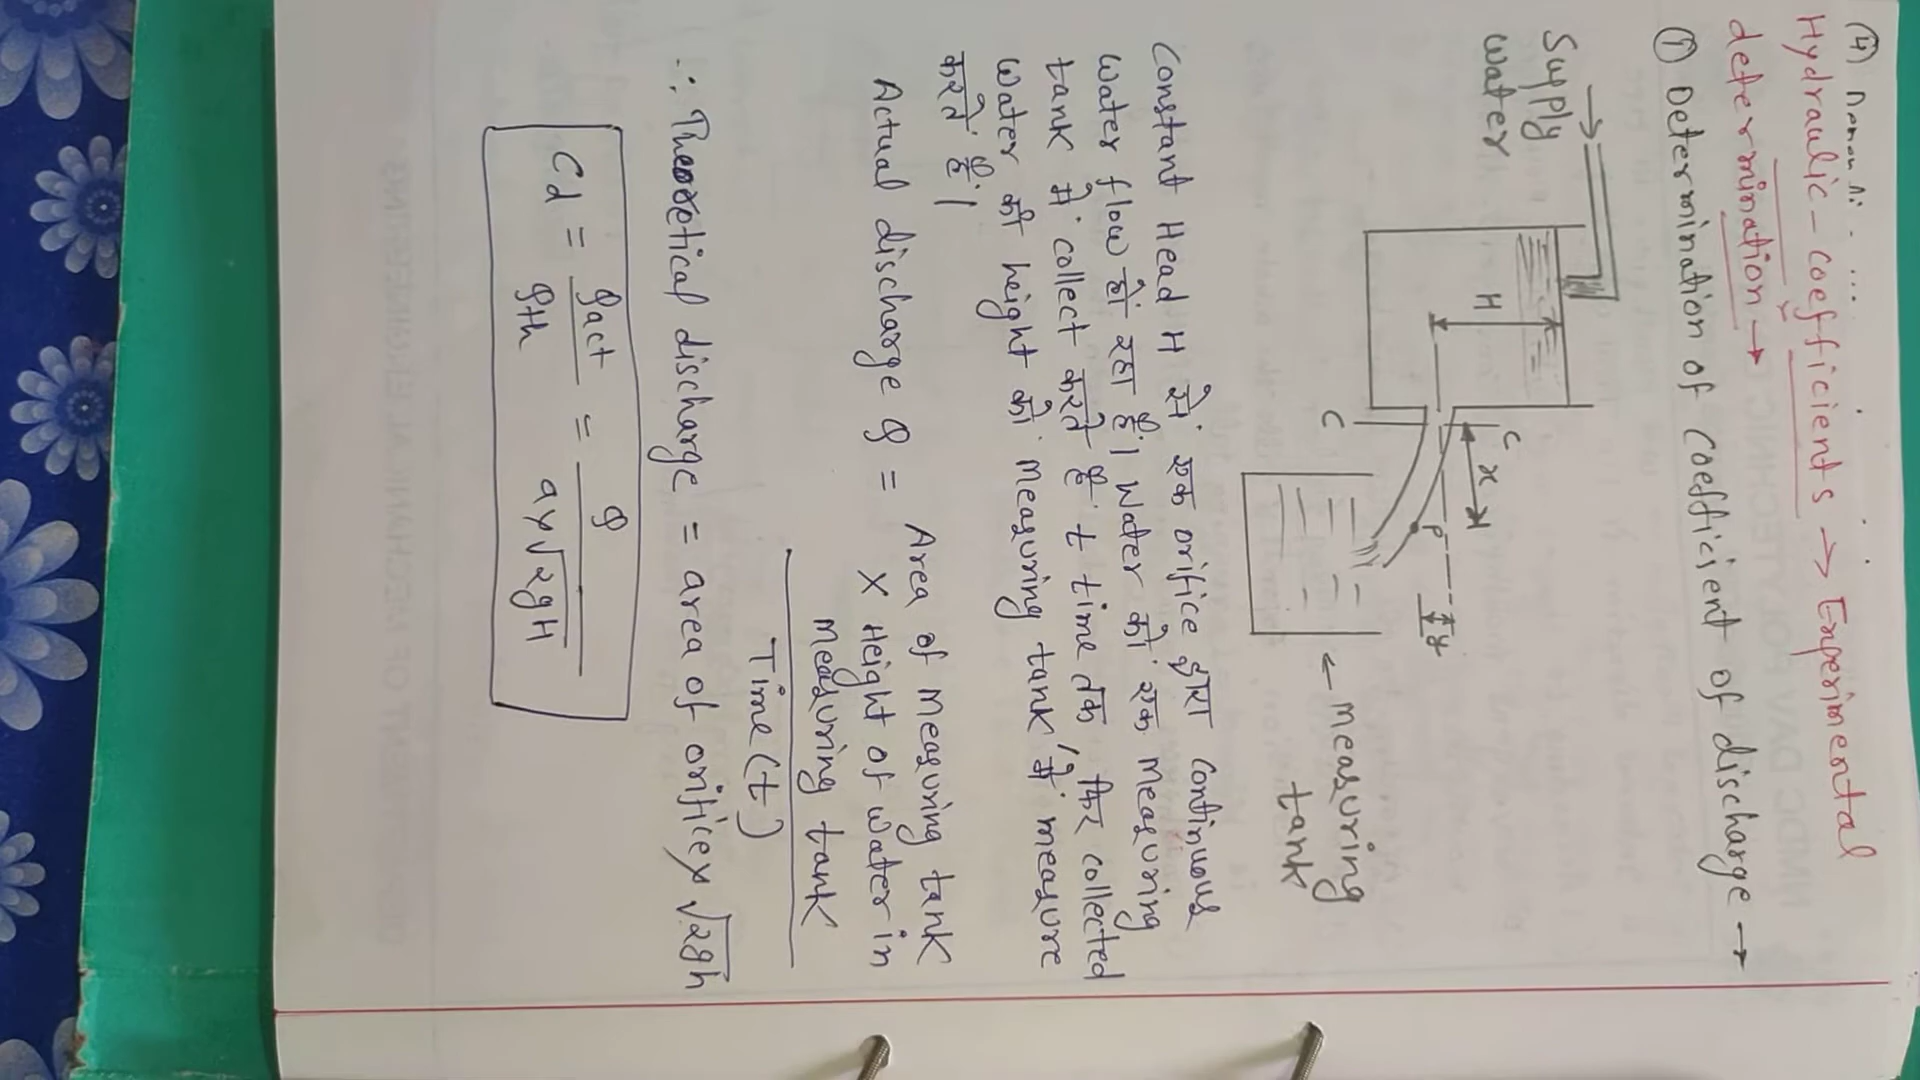 Hydraulic-coefficients → Experimental
determination →
① Determination of coefficient of discharge →
Supply
water
H
C
C
x
P
y
← measuring
tank
Constant Head H से एक orifice द्वारा continuous
water flow हो रहा है। water को एक measuring
tank में collect करते हैं t time तक, फिर collected
water की height को measuring tank में measure
करते हैं।
Actual discharge Q = Area of measuring tank
× Height of water in
measuring tank
Time (t)
∴ Theoretical discharge = area of orifice × √2gh
Cd = Qact / Qth = Q / a×√2gH